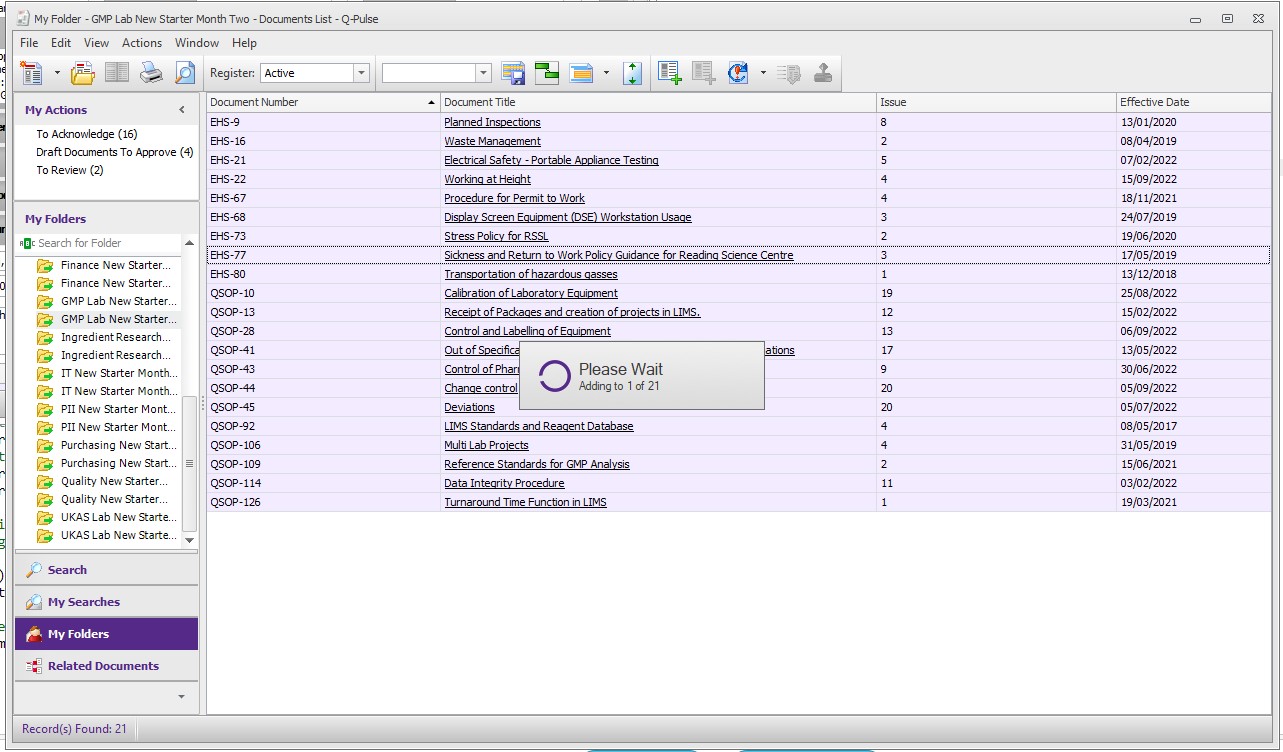 My Folder - GMP Lab New Starter Month Two - Documents List - Q-Pulse
File Edit View Actions Window Help
Register: Active
My Actions
To Acknowledge (16)
Draft Documents To Approve (4)
To Review (2)
My Folders
Search for Folder
Finance New Starter...
Finance New Starter...
GMP Lab New Starter...
GMP Lab New Starter...
Ingredient Research...
Ingredient Research...
IT New Starter Month...
IT New Starter Month...
PII New Starter Mont...
PII New Starter Mont...
Purchasing New Start...
Purchasing New Start...
Quality New Starter...
Quality New Starter...
UKAS Lab New Starte...
UKAS Lab New Starte...
Search
My Searches
My Folders
Related Documents
Document Number Document Title Issue Effective Date
EHS-9 Planned Inspections 8 13/01/2020
EHS-16 Waste Management 2 08/04/2019
EHS-21 Electrical Safety - Portable Appliance Testing 5 07/02/2022
EHS-22 Working at Height 4 15/09/2022
EHS-67 Procedure for Permit to Work 4 18/11/2021
EHS-68 Display Screen Equipment (DSE) Workstation Usage 3 24/07/2019
EHS-73 Stress Policy for RSSL 2 19/06/2020
EHS-77 Sickness and Return to Work Policy Guidance for Reading Science Centre 3 17/05/2019
EHS-80 Transportation of hazardous gasses 1 13/12/2018
QSOP-10 Calibration of Laboratory Equipment 19 25/08/2022
QSOP-13 Receipt of Packages and creation of projects in LIMS. 12 15/02/2022
QSOP-28 Control and Labelling of Equipment 13 06/09/2022
QSOP-41 Out of Specifica ations 17 13/05/2022
QSOP-43 Control of Phar 9 30/06/2022
QSOP-44 Change control 20 05/09/2022
QSOP-45 Deviations 20 05/07/2022
QSOP-92 LIMS Standards and Reagent Database 4 08/05/2017
QSOP-106 Multi Lab Projects 4 31/05/2019
QSOP-109 Reference Standards for GMP Analysis 2 15/06/2021
QSOP-114 Data Integrity Procedure 11 03/02/2022
QSOP-126 Turnaround Time Function in LIMS 1 19/03/2021
Please Wait
Adding to 1 of 21
Record(s) Found: 21